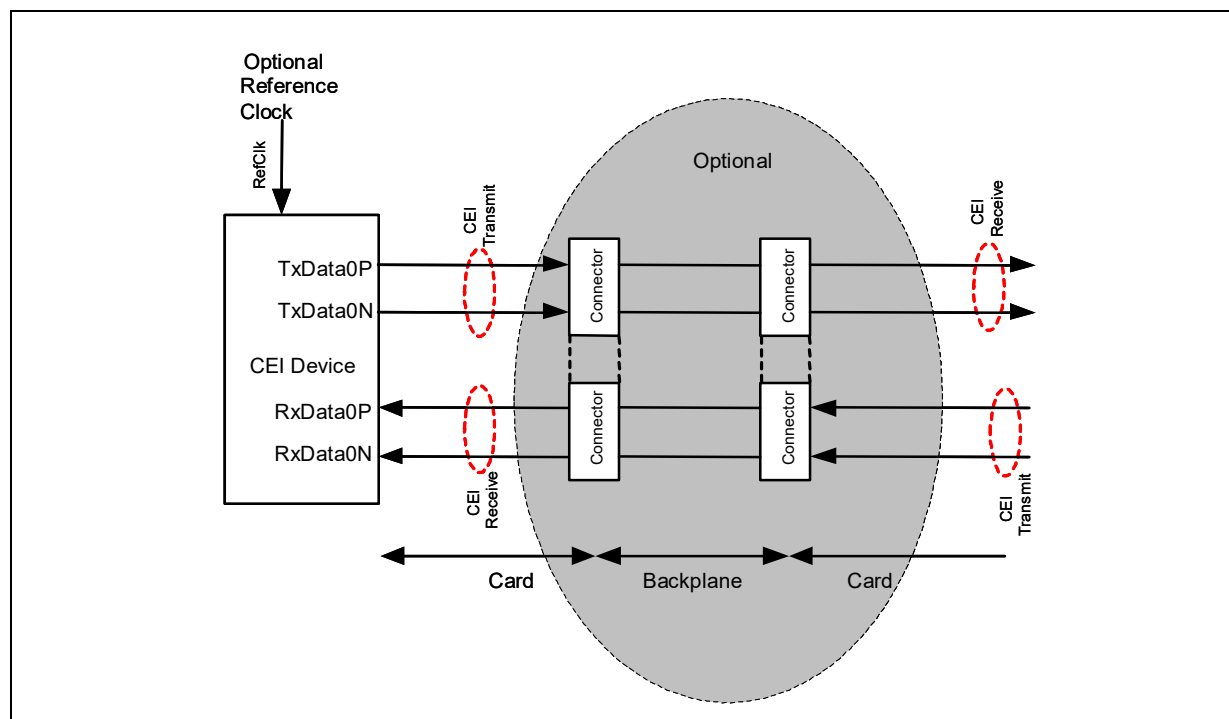 Optional
Reference
Clock
RefClk
Optional
CEI
Transmit
CEI
Receive
TxData0P
TxData0N
CEI Device
RxData0P
RxData0N
Connector
Connector
Connector
Connector
CEI
Receive
CEI
Transmit
Card
Backplane
Card